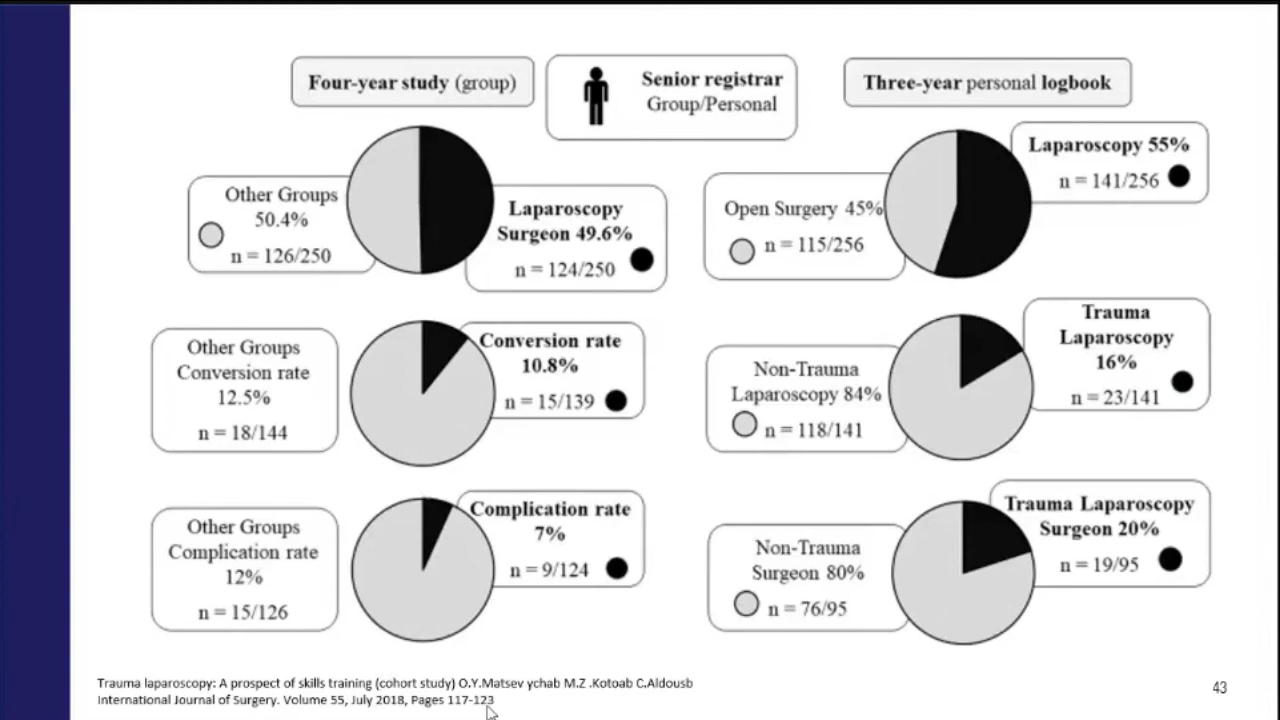 Four-year study (group)
Senior registrar
Group/Personal
Three-year personal logbook
Other Groups
50.4%
n = 126/250
Laparoscopy
Surgeon 49.6%
n = 124/250
Open Surgery 45%
n = 115/256
Laparoscopy 55%
n = 141/256
Other Groups
Conversion rate
12.5%
n = 18/144
Conversion rate
10.8%
n = 15/139
Non-Trauma
Laparoscopy 84%
n = 118/141
Trauma
Laparoscopy
16%
n = 23/141
Other Groups
Complication rate
12%
n = 15/126
Complication rate
7%
n = 9/124
Non-Trauma
Surgeon 80%
n = 76/95
Trauma Laparoscopy
Surgeon 20%
n = 19/95
Trauma laparoscopy: A prospect of skills training (cohort study) O.Y.Matsev ychab M.Z .Kotoab C.Aldousb
International Journal of Surgery. Volume 55, July 2018, Pages 117-123
43